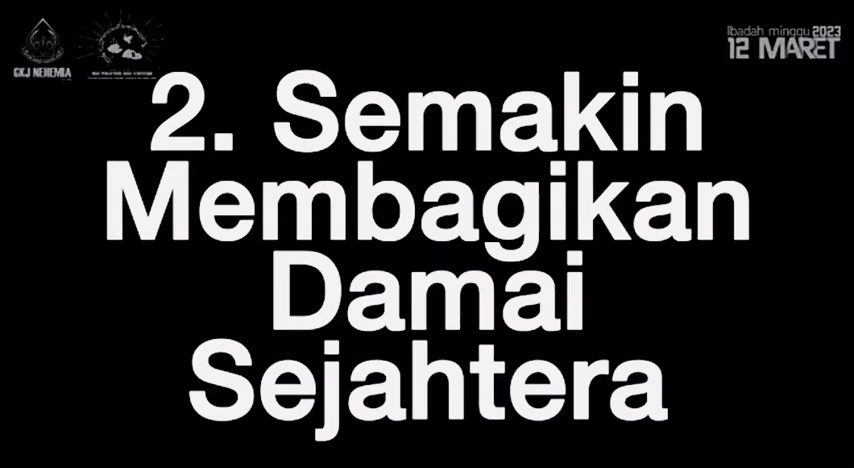 GKJ NEHEMIA
Ibadah minggu 2023
12 MARET
2. Semakin
Membagikan
Damai
Sejahtera